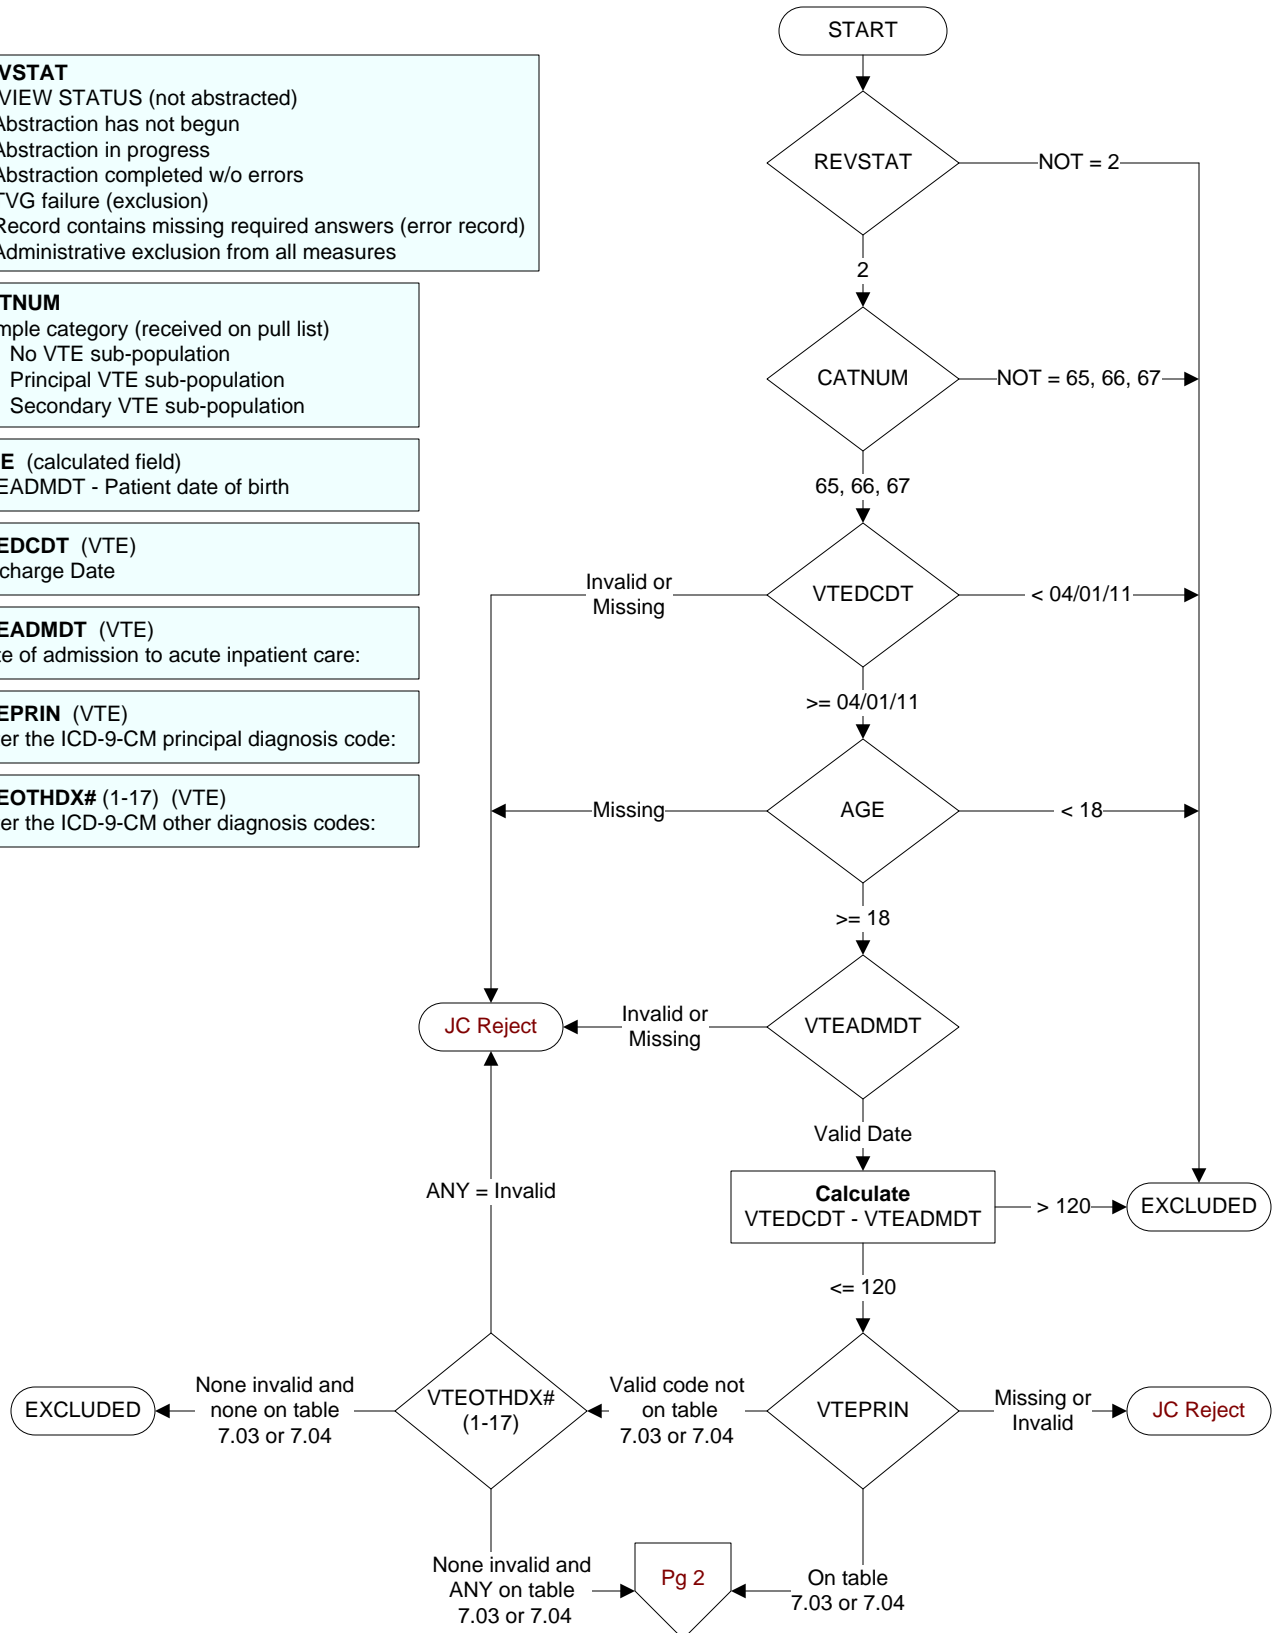 START
VSTAT
VIEW STATUS (not abstracted)
Abstraction has not begun
Abstraction in progress
Abstraction completed w/o errors
TVG failure (exclusion)
Record contains missing required answers (error record)
Administrative exclusion from all measures
REVSTAT
NOT = 2
2
TNUM
mple category (received on pull list)
No VTE sub-population
Principal VTE sub-population
Secondary VTE sub-population
CATNUM
NOT = 65, 66, 67
65, 66, 67
E (calculated field)
EADMDT - Patient date of birth
EDCDT (VTE)
charge Date
Invalid or
Missing
VTEDCDT
< 04/01/11
>= 04/01/11
EADMDT (VTE)
te of admission to acute inpatient care:
EPRIN (VTE)
er the ICD-9-CM principal diagnosis code:
EOTHDX# (1-17) (VTE)
er the ICD-9-CM other diagnosis codes:
Missing
AGE
< 18
>= 18
JC Reject
Invalid or
Missing
VTEADMDT
Valid Date
ANY = Invalid
Calculate
VTEDCDT - VTEADMDT
> 120
EXCLUDED
<= 120
EXCLUDED
None invalid and
none on table
7.03 or 7.04
VTEOTHDX#
(1-17)
Valid code not
on table
7.03 or 7.04
VTEPRIN
Missing or
Invalid
JC Reject
None invalid and
ANY on table
7.03 or 7.04
Pg 2
On table
7.03 or 7.04